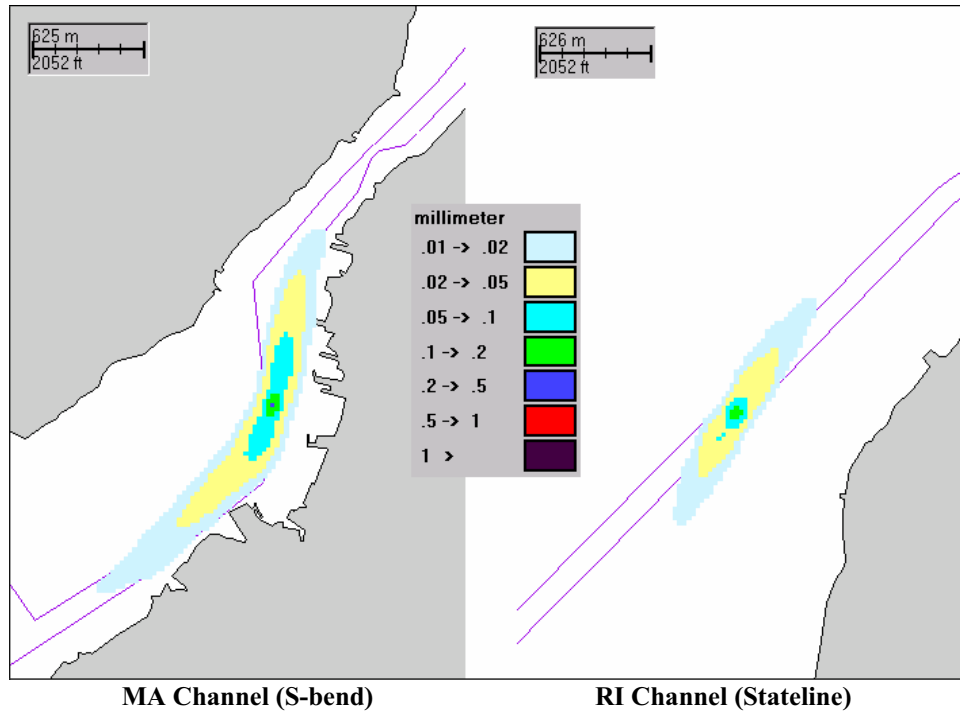 625 m
2052 ft
626 m
2052 ft
millimeter
.01 -> .02
.02 -> .05
.05 -> .1
.1 -> .2
.2 -> .5
.5 -> 1
1 >
MA Channel (S-bend)
RI Channel (Stateline)